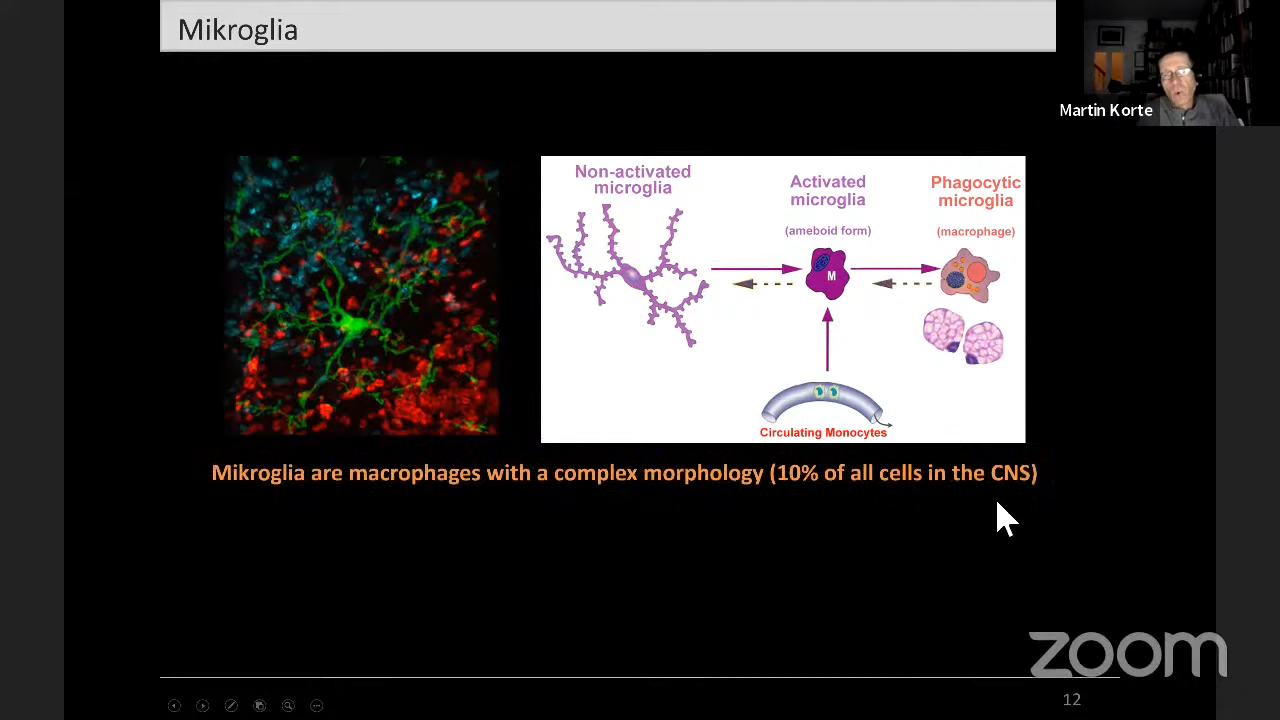 Mikroglia
Martin Korte
Non-activated
microglia
Activated
microglia
(ameboid form)
Phagocytic
microglia
(macrophage)
M
Circulating Monocytes
Mikroglia are macrophages with a complex morphology (10% of all cells in the CNS)
zoom
12